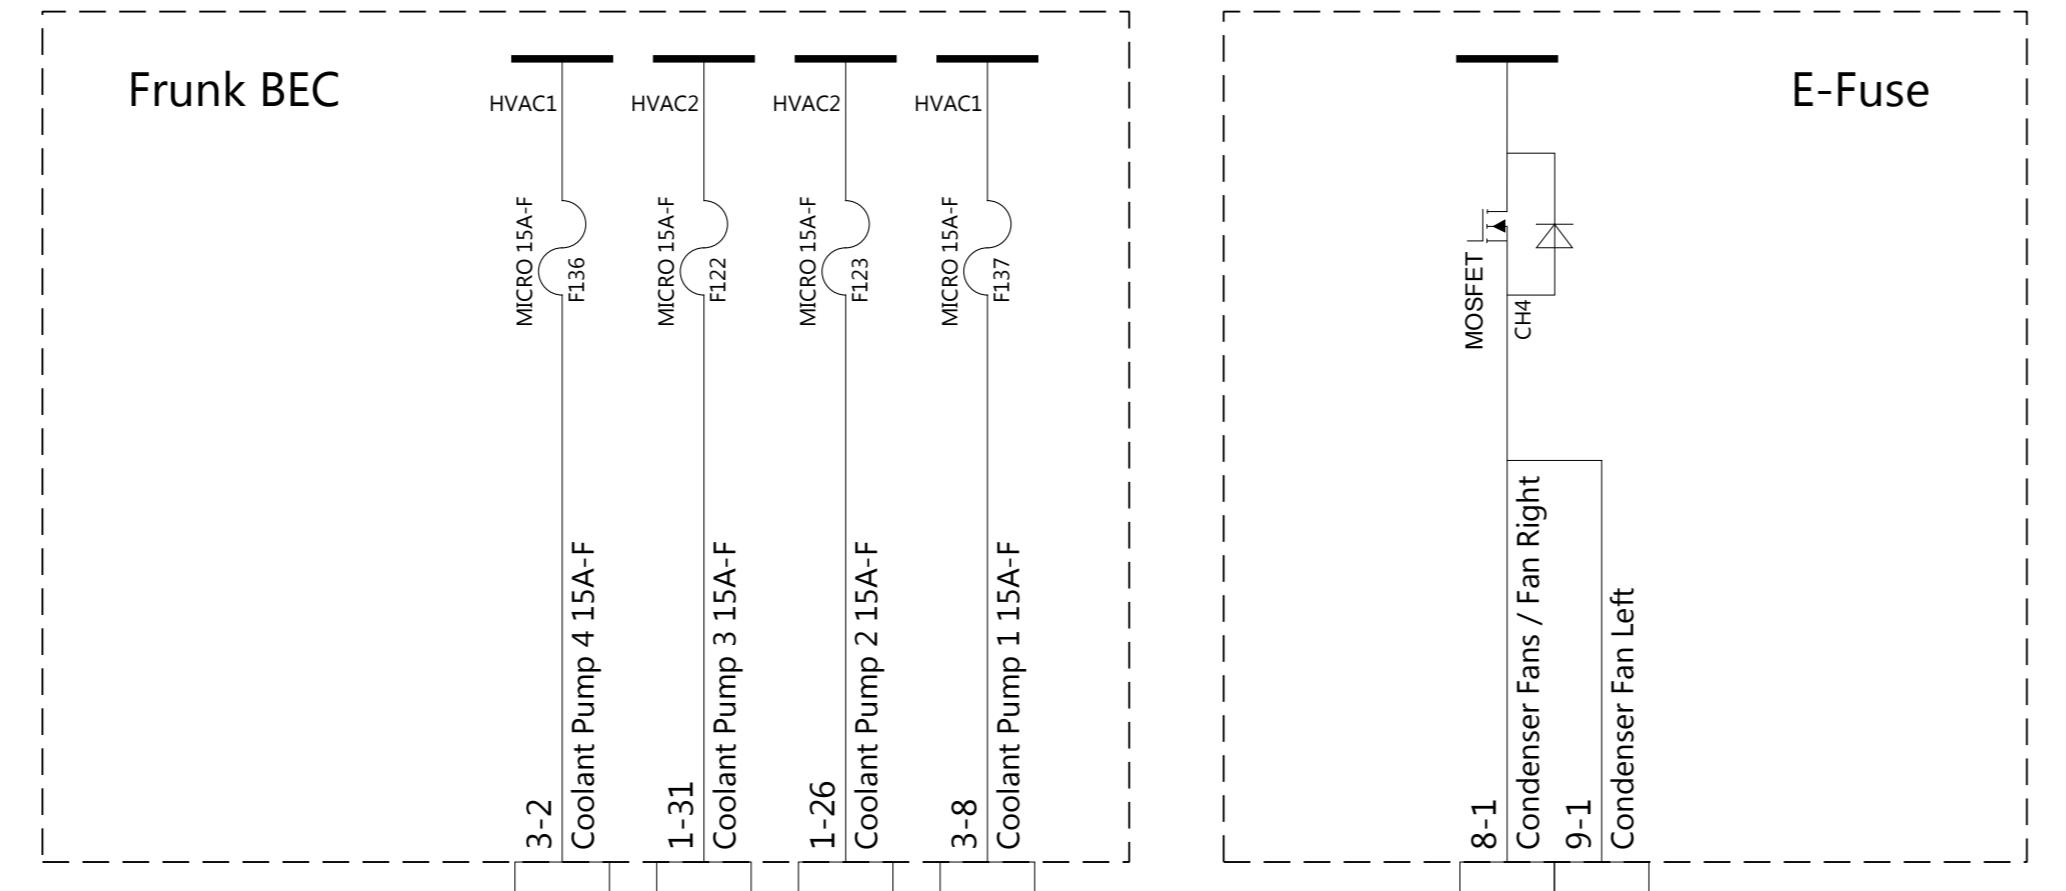 Frunk BEC
HVAC1
HVAC2
HVAC2
HVAC1
MICRO 15A-F
F136
MICRO 15A-F
F122
MICRO 15A-F
F123
MICRO 15A-F
F137
3-2
Coolant Pump 4 15A-F
1-31
Coolant Pump 3 15A-F
1-26
Coolant Pump 2 15A-F
3-8
Coolant Pump 1 15A-F
E-Fuse
MOSFET
CH4
8-1
Condenser Fans / Fan Right
9-1
Condenser Fan Left